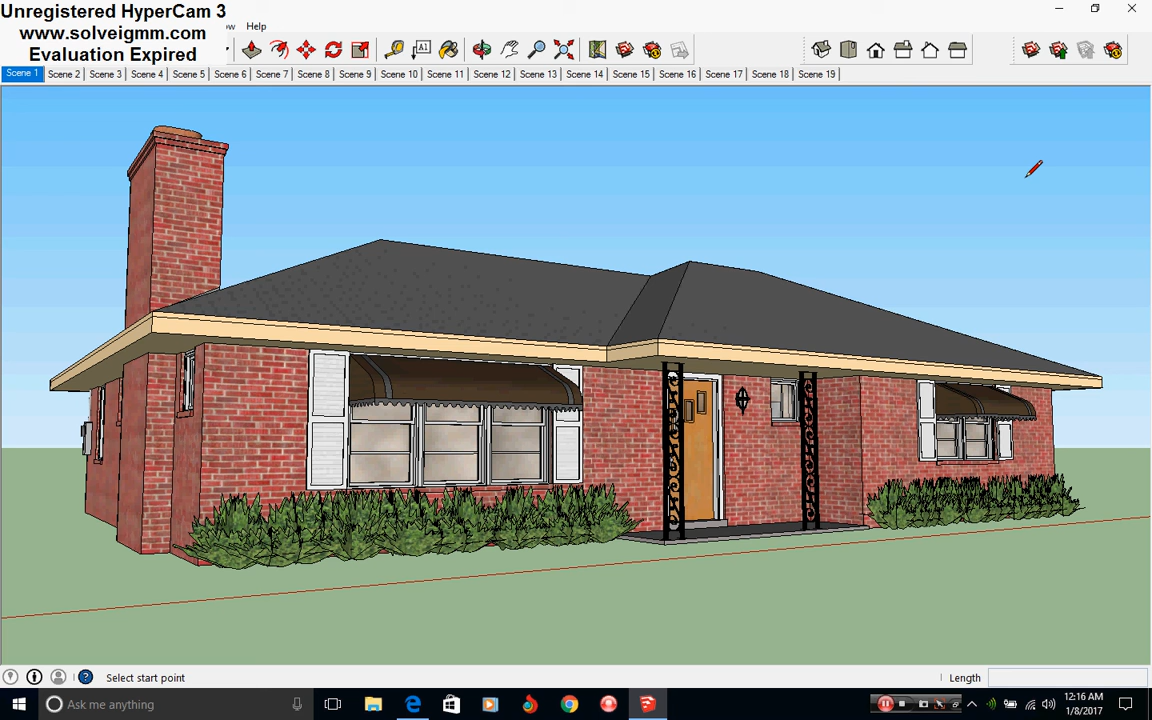 Unregistered HyperCam 3
www.solveigmm.com
Evaluation Expired
ow Help
A1
Scene 1 Scene 2 Scene 3 Scene 4 Scene 5 Scene 6 Scene 7 Scene 8 Scene 9 Scene 10 Scene 11 Scene 12 Scene 13 Scene 14 Scene 15 Scene 16 Scene 17 Scene 18 Scene 19
Select start point Length
Ask me anything 12:16 AM
1/8/2017